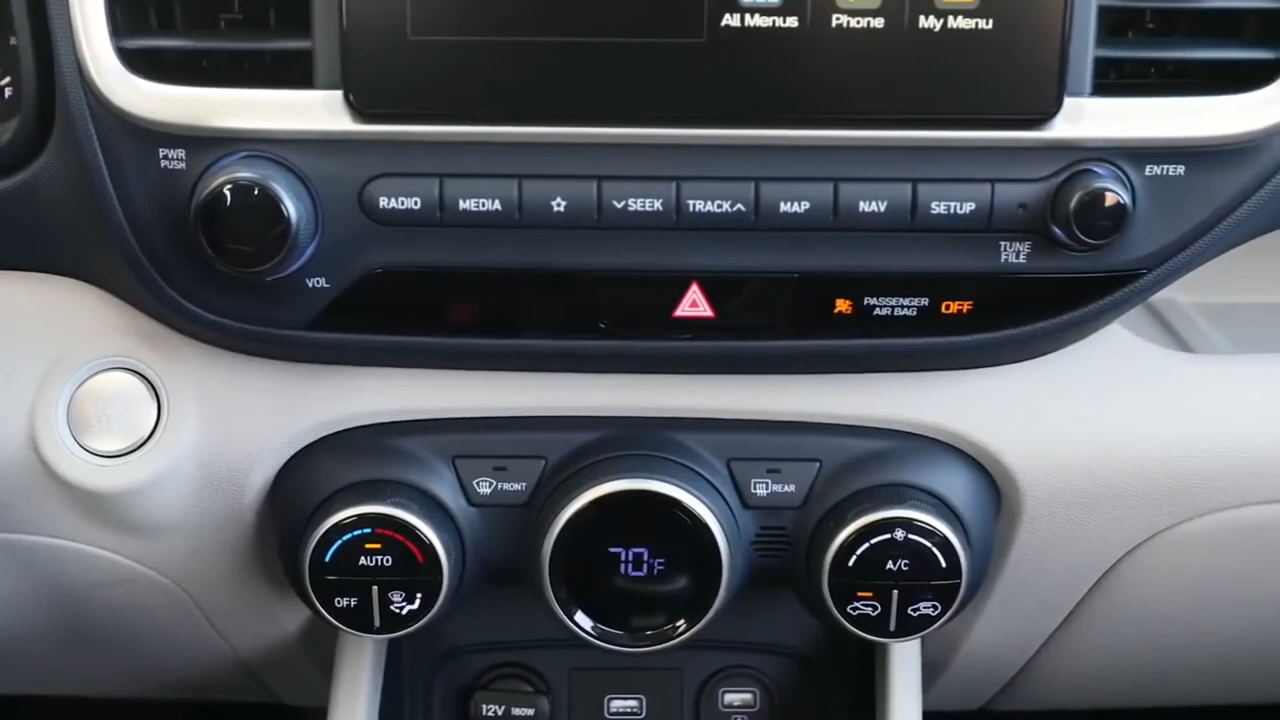 All Menus Phone My Menu
F
PWR
PUSH
ENTER
RADIO MEDIA SEEK TRACK MAP NAV SETUP
TUNE
FILE
VOL
PASSENGER
AIR BAG
OFF
FRONT
REAR
AUTO
OFF
70°F
A/C
12V 180W